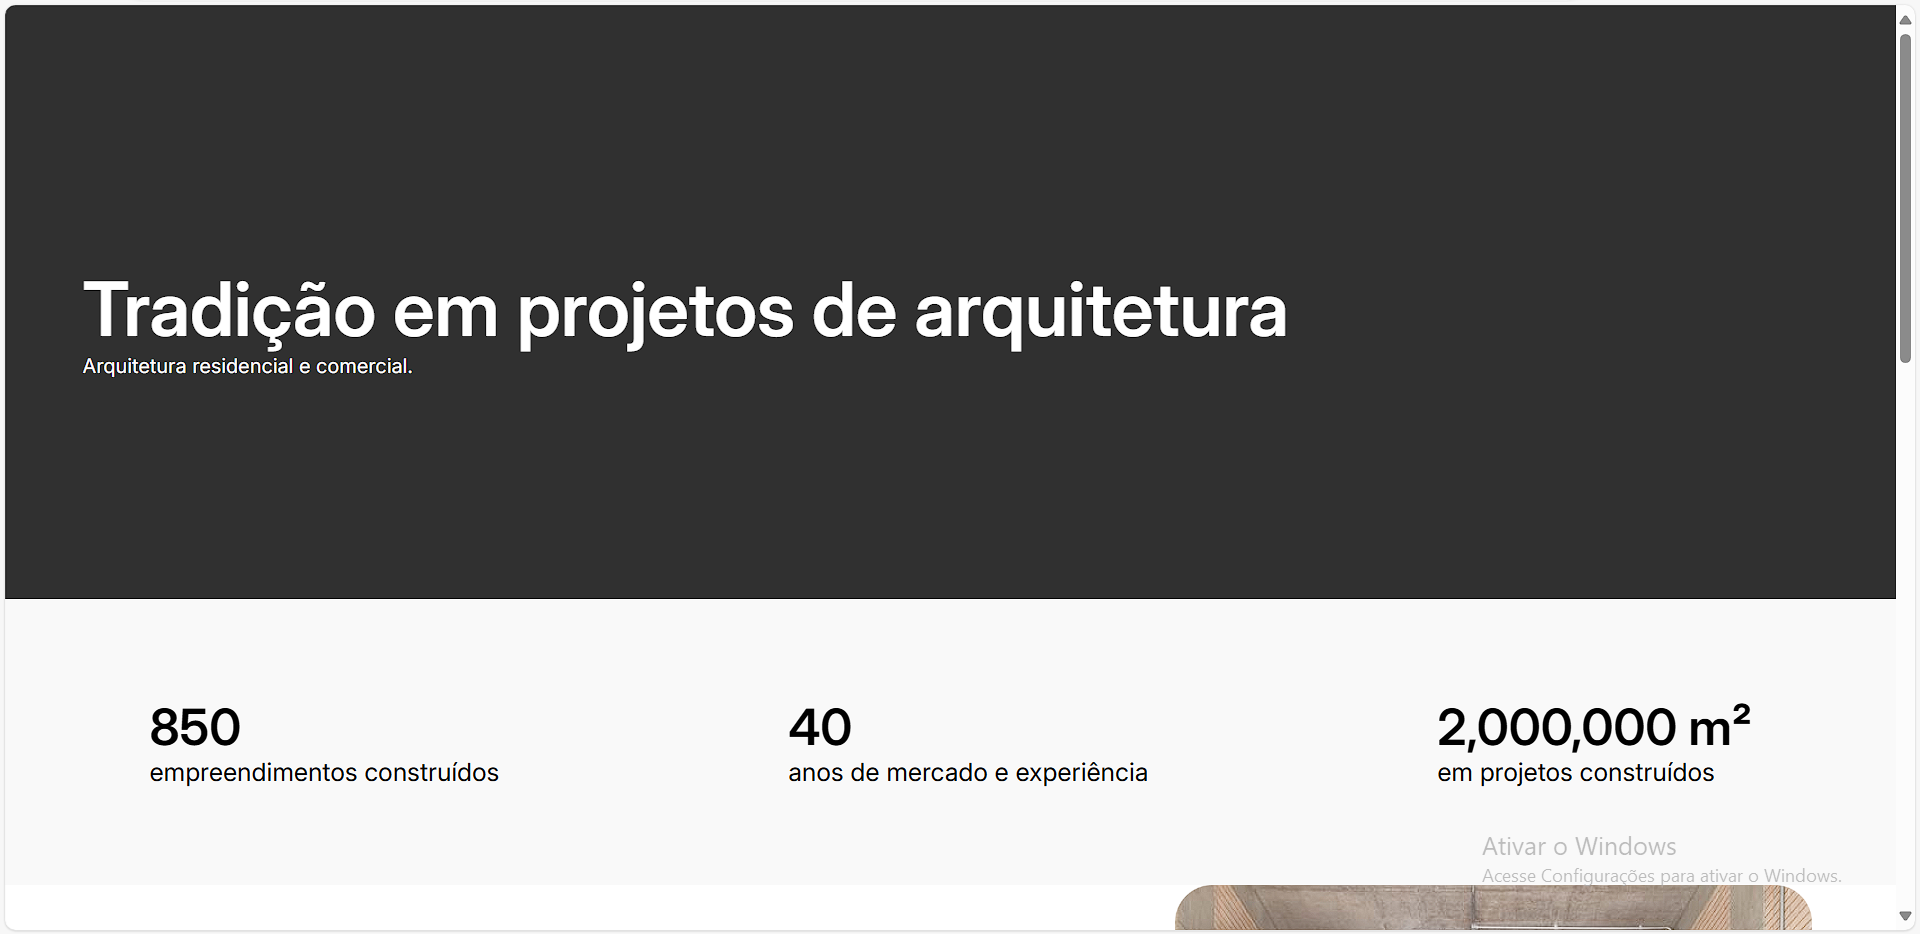 Tradição em projetos de arquitetura
Arquitetura residencial e comercial.
850
empreendimentos construídos
40
anos de mercado e experiência
2,000,000 m²
em projetos construídos
Ativar o Windows
Acesse Configurações para ativar o Windows.